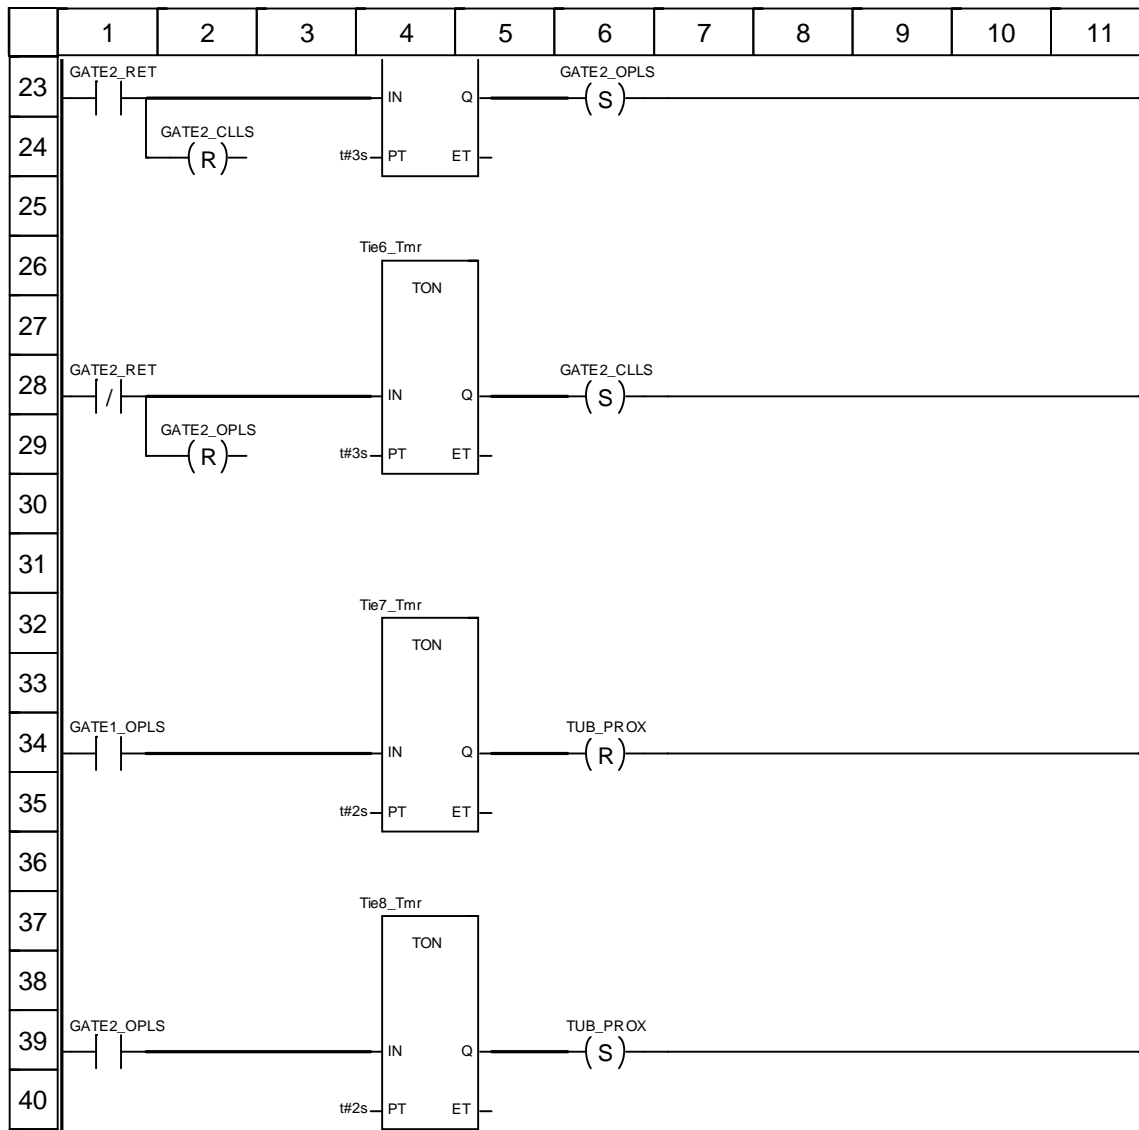 1 2 3 4 5 6 7 8 9 10 11
GATE2_RET GATE2_OPLS
23 IN Q S
GATE2_CLLS
24 R t#3s PT ET
25
Tie6_Tmr
26
TON
27
GATE2_RET GATE2_CLLS
28 / IN Q S
GATE2_OPLS
29 R t#3s PT ET
30
31
Tie7_Tmr
32
TON
33
GATE1_OPLS TUB_PROX
34 IN Q R
35 t#2s PT ET
36
Tie8_Tmr
37
TON
38
GATE2_OPLS TUB_PROX
39 IN Q S
40 t#2s PT ET